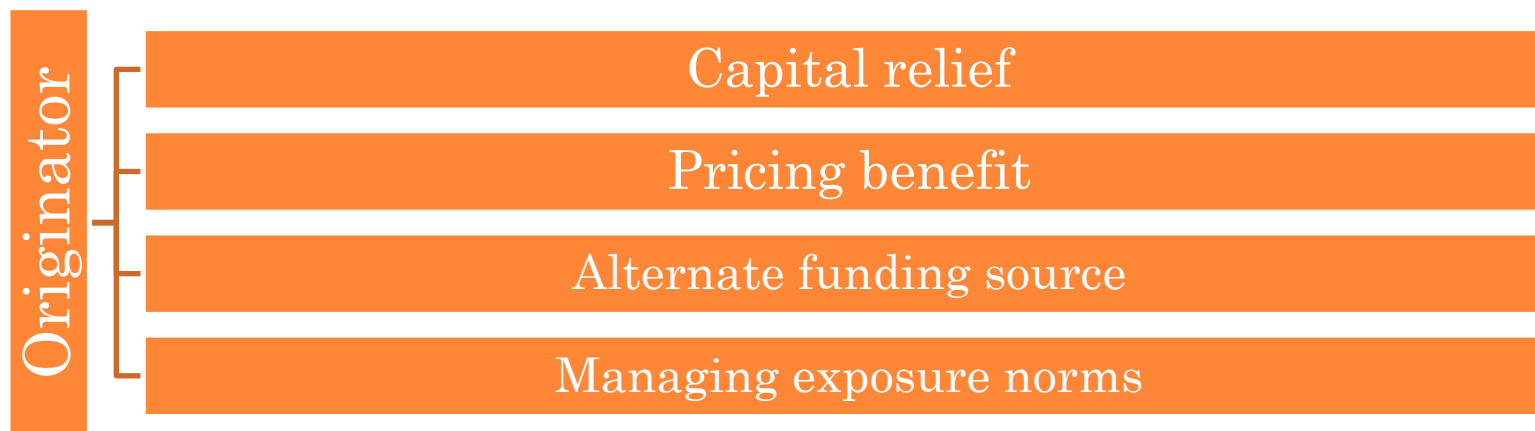 Originator
Capital relief
Pricing benefit
Alternate funding source
Managing exposure norms